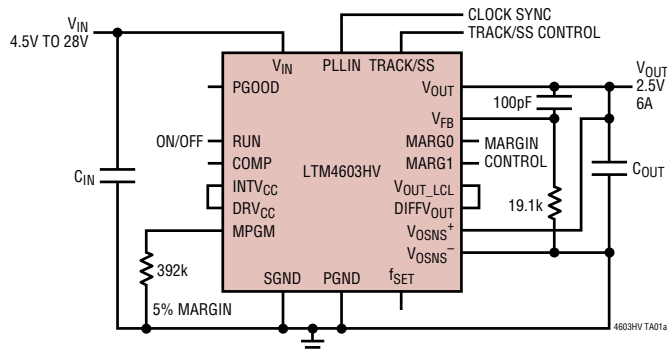 CLOCK SYNC
TRACK/SS CONTROL
VIN
4.5V TO 28V
VIN
PLLIN
TRACK/SS
PGOOD
VOUT
VOUT
2.5V
6A
100pF
VFB
ON/OFF
RUN
MARG0
MARGIN
CONTROL
COMP
LTM4603HV
MARG1
CIN
INTVCC
VOUT_LCL
COUT
DRVCC
DIFFVOUT
19.1k
MPGM
VOSNS+
VOSNS–
392k
SGND
PGND
fSET
5% MARGIN
4603HV TA01a